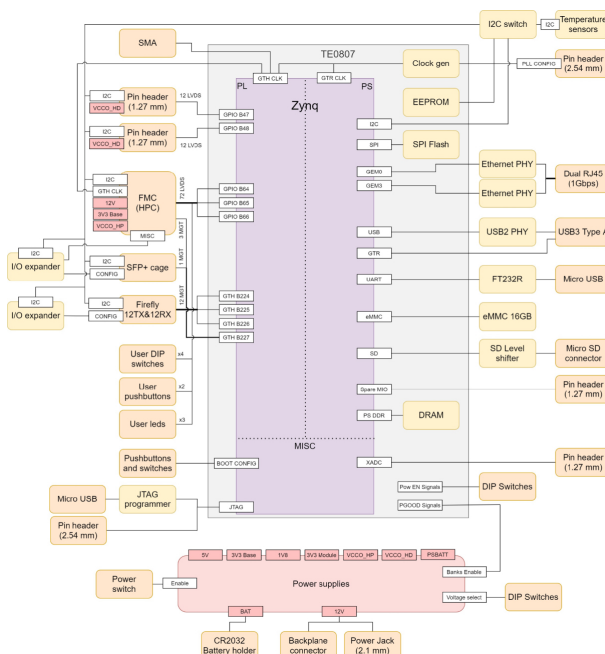 I2C switch
I2C
Temperature
sensors
SMA
TE0807
GTH CLK
GTR CLK
Clock gen
PLL CONFIG
Pin header
(2.54 mm)
PL
PS
Zynq
12 LVDS
I2C
VCCO_HD
Pin header
(1.27 mm)
GPIO B47
EEPROM
I2C
VCCO_HD
Pin header
(1.27 mm)
12 LVDS
GPIO B48
I2C
SPI
SPI Flash
GEM0
GEM3
Ethernet PHY
Ethernet PHY
Dual RJ45
(1Gbps)
I2C
GTH CLK
12V
3V3 Base
VCCO_HP
FMC
(HPC)
MISC
72 LVDS
3 MGT
1 MGT
12 MGT
GPIO B64
GPIO B65
GPIO B66
USB
GTR
USB2 PHY
USB3 Type A
I2C
I/O expander
I2C
CONFIG
SFP+ cage
UART
FT232R
Micro USB
I2C
I/O expander
I2C
CONFIG
Firefly
12TX&12RX
GTH B224
GTH B225
GTH B226
GTH B227
eMMC
eMMC 16GB
User DIP
switches
x4
SD
SD Level
shifter
Micro SD
connector
User
pushbuttons
x2
Spare MIO
Pin header
(1.27 mm)
User leds
x3
PS DDR
DRAM
MISC
Pushbuttons
and switches
BOOT CONFIG
XADC
Pin header
(1.27 mm)
Micro USB
JTAG
programmer
JTAG
Pow EN Signals
DIP Switches
PGOOD Signals
Pin header
(2.54 mm)
5V
3V3 Base
1V8
3V3 Module
VCCO_HP
VCCO_HD
PSBATT
Banks Enable
Power
switch
Enable
Power supplies
Voltage select
DIP Switches
BAT
12V
CR2032
Battery holder
Backplane
connector
Power Jack
(2.1 mm)